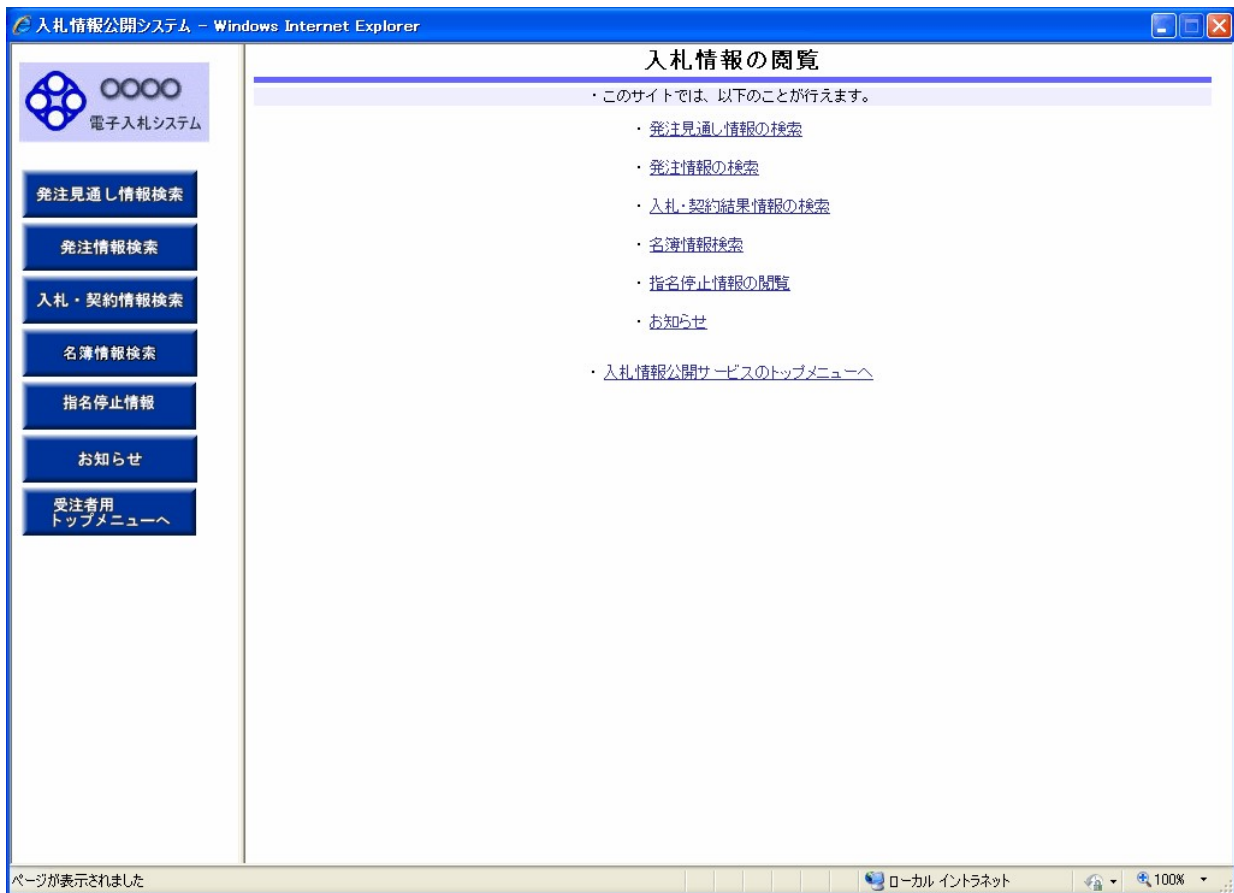 入札情報公開システム - Windows Internet Explorer
○○○○
電子入札システム
発注見通し情報検索
発注情報検索
入札・契約情報検索
名簿情報検索
指名停止情報
お知らせ
受注者用
トップメニューへ
入札情報の閲覧
・このサイトでは、以下のことが行えます。
・発注見通し情報の検索
・発注情報の検索
・入札・契約結果情報の検索
・名簿情報検索
・指名停止情報の閲覧
・お知らせ
・入札情報公開サービスのトップメニューへ
ページが表示されました
ローカル イントラネット
100%